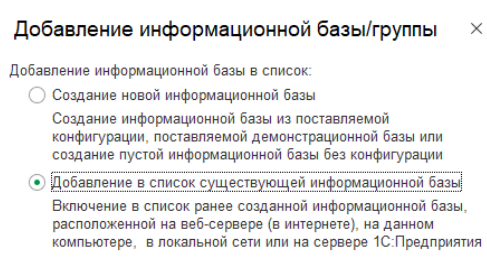 Добавление информационной базы/группы
Добавление информационной базы в список:
Создание новой информационной базы
Создание информационной базы из поставляемой
конфигурации, поставляемой демонстрационной базы или
создание пустой информационной базы без конфигурации
Добавление в список существующей информационной базы
Включение в список ранее созданной информационной базы,
расположенной на веб-сервере (в интернете), на данном
компьютере, в локальной сети или на сервере 1С:Предприятия